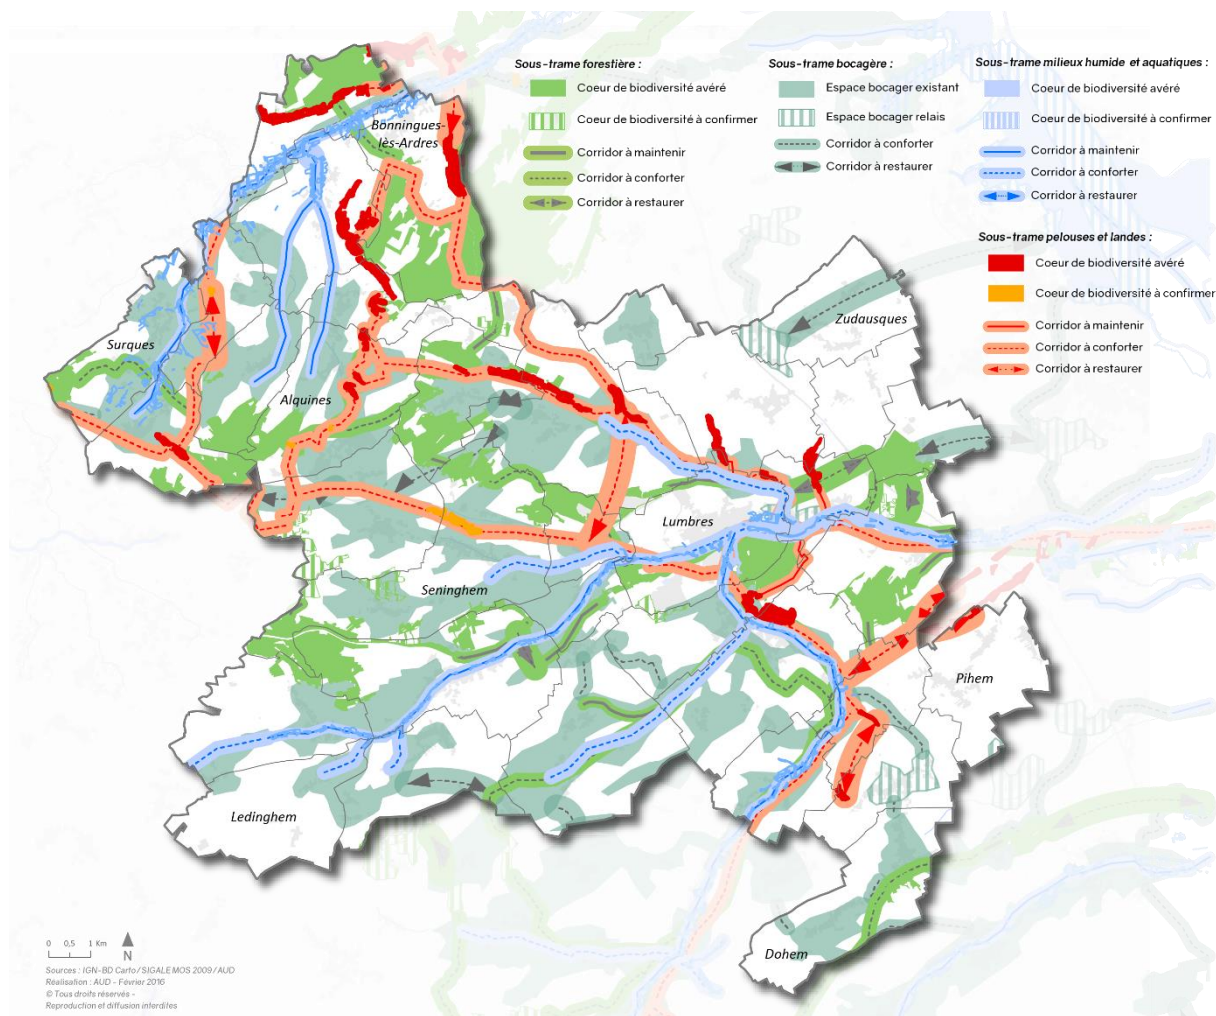 Sous-trame forestière :
Coeur de biodiversité avéré
Coeur de biodiversité à confirmer
Corridor à maintenir
Corridor à conforter
Corridor à restaurer
Sous-trame bocagère :
Espace bocager existant
Espace bocager relais
Corridor à conforter
Corridor à restaurer
Sous-trame milieux humide et aquatiques :
Coeur de biodiversité avéré
Coeur de biodiversité à confirmer
Corridor à maintenir
Corridor à conforter
Corridor à restaurer
Sous-trame pelouses et landes :
Coeur de biodiversité avéré
Coeur de biodiversité à confirmer
Corridor à maintenir
Corridor à conforter
Corridor à restaurer
Bonningues-
lès-Ardres
Zudausques
Surques
Alquines
Lumbres
Seninghem
Pihem
Ledinghem
Dohem
0 0,5 1 Km
N
Sources : IGN-BD Carto / SIGALE MOS 2009 / AUD
Réalisation : AUD - Février 2016
© Tous droits réservés -
Reproduction et diffusion interdites